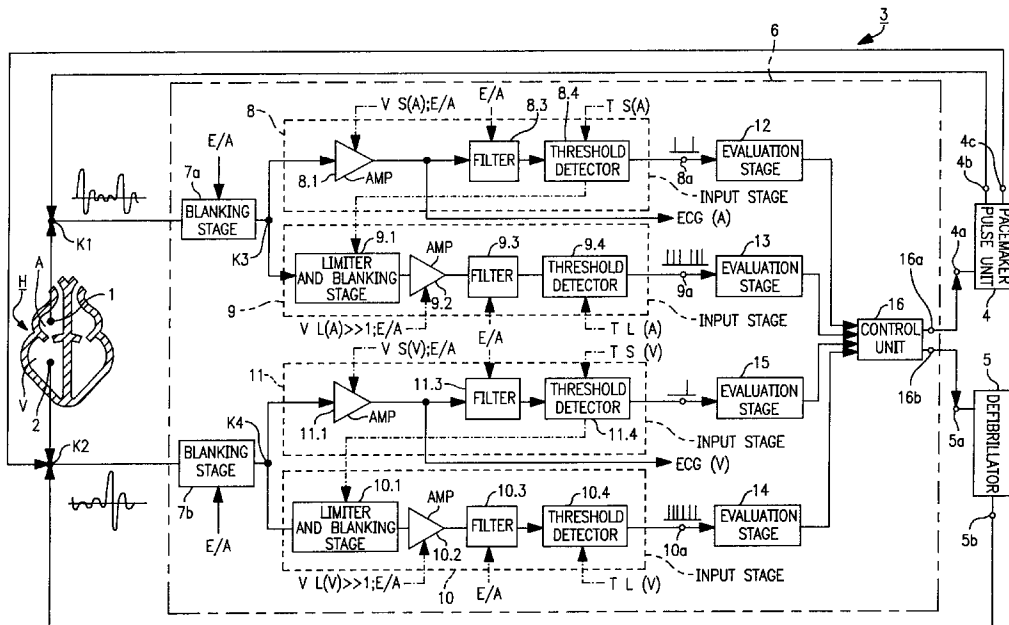 3
6
V S(A);E/A
E/A
8.3
8.4
T S(A)
8
12
4c
4b
E/A
7a
8.1
AMP
FILTER
THRESHOLD DETECTOR
8a
EVALUATION STAGE
INPUT STAGE
BLANKING STAGE
K1
K3
ECG (A)
PACEMAKER PULSE UNIT
4a
4
9.1
AMP
9.3
9.4
13
LIMITER AND BLANKING STAGE
9.2
FILTER
THRESHOLD DETECTOR
9a
EVALUATION STAGE
16a
H
A
1
9
INPUT STAGE
16
CONTROL UNIT
V L(A)>>1;E/A
E/A
T L (A)
V S(V);E/A
T S (V)
16b
V
2
11
11.3
15
5
11.1
AMP
FILTER
THRESHOLD DETECTOR
11.4
EVALUATION STAGE
INPUT STAGE
5a
DEFIBRILLATOR
K2
K4
ECG (V)
BLANKING STAGE
7b
10.1
AMP
10.3
10.4
14
LIMITER AND BLANKING STAGE
10.2
FILTER
THRESHOLD DETECTOR
10a
EVALUATION STAGE
5b
E/A
INPUT STAGE
V L(V)>>1;E/A
10
E/A
T L (V)